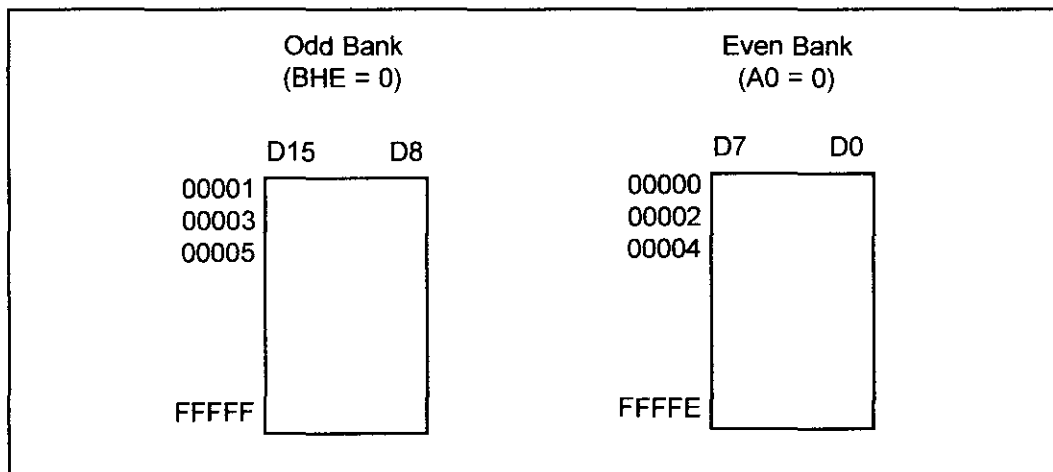 Odd Bank
(BHE = 0)
D15 D8
00001
00003
00005
FFFFF
Even Bank
(A0 = 0)
D7 D0
00000
00002
00004
FFFFE